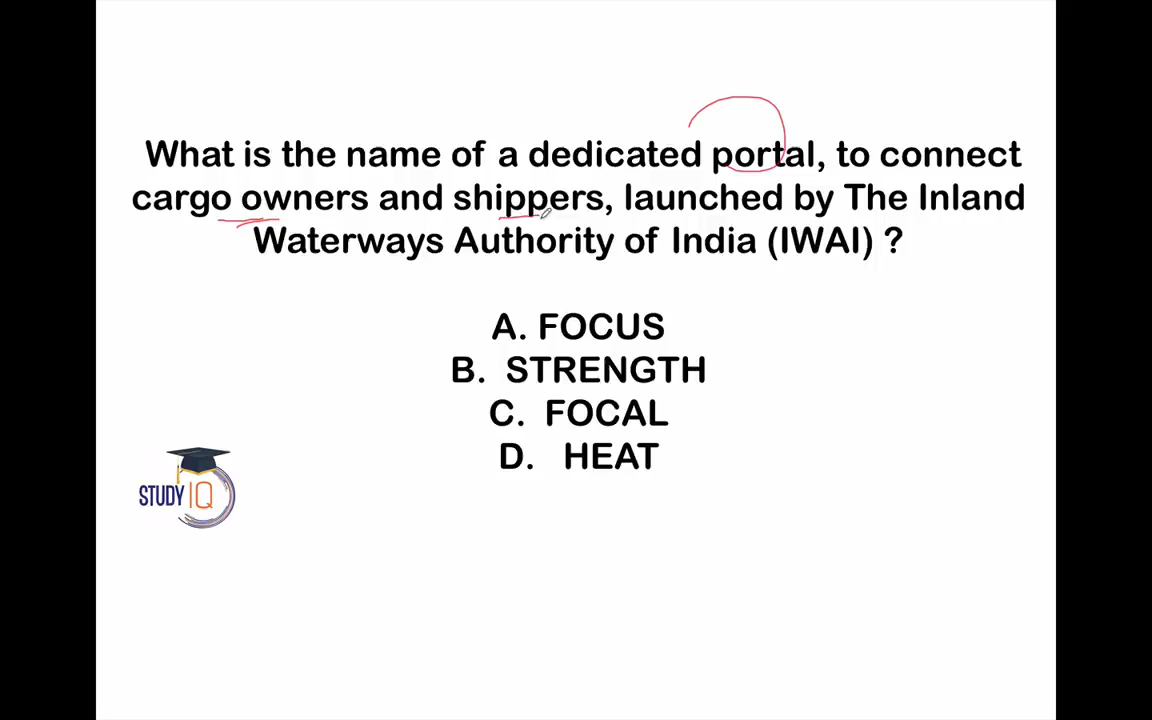 What is the name of a dedicated portal, to connect
cargo owners and shippers, launched by The Inland
Waterways Authority of India (IWAI) ?
A. FOCUS
B. STRENGTH
C. FOCAL
D. HEAT
STUDY IQ